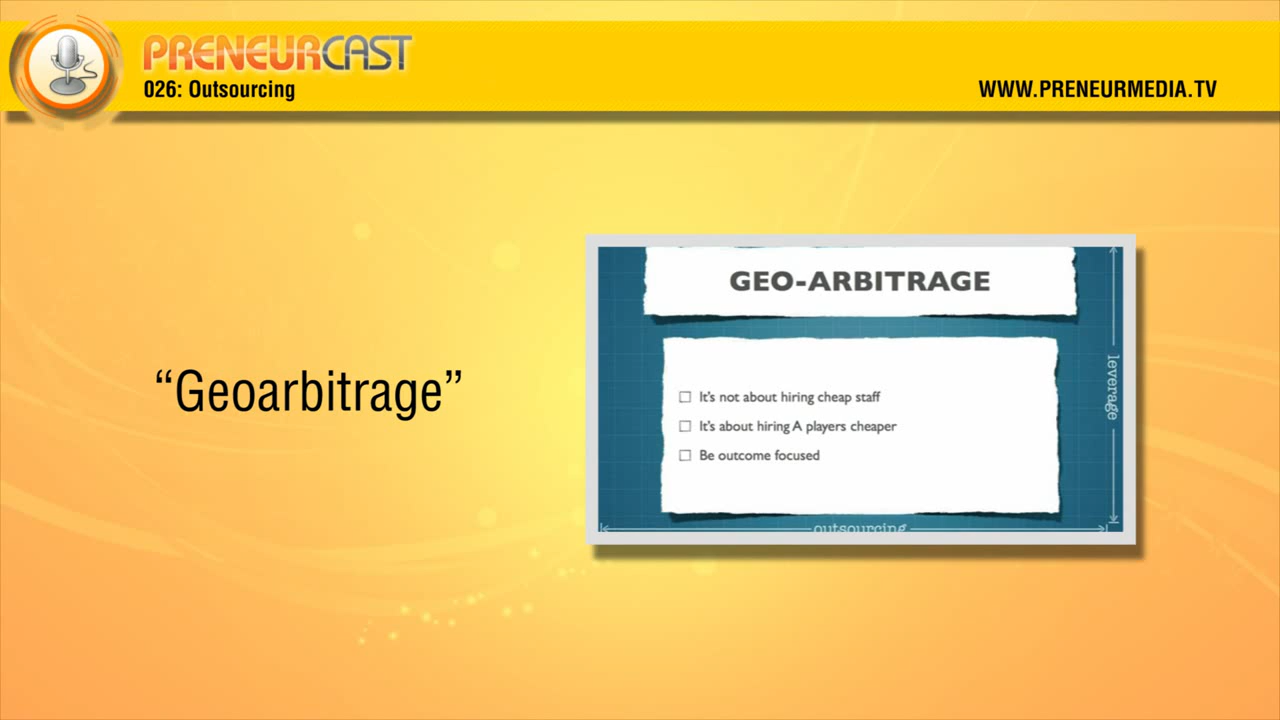 PRENEURCAST
026: Outsourcing
WWW.PRENEURMEDIA.TV
“Geoarbitrage”
GEO-ARBITRAGE
It's not about hiring cheap staff
It's about hiring A players cheaper
Be outcome focused
leverage
outsourcing